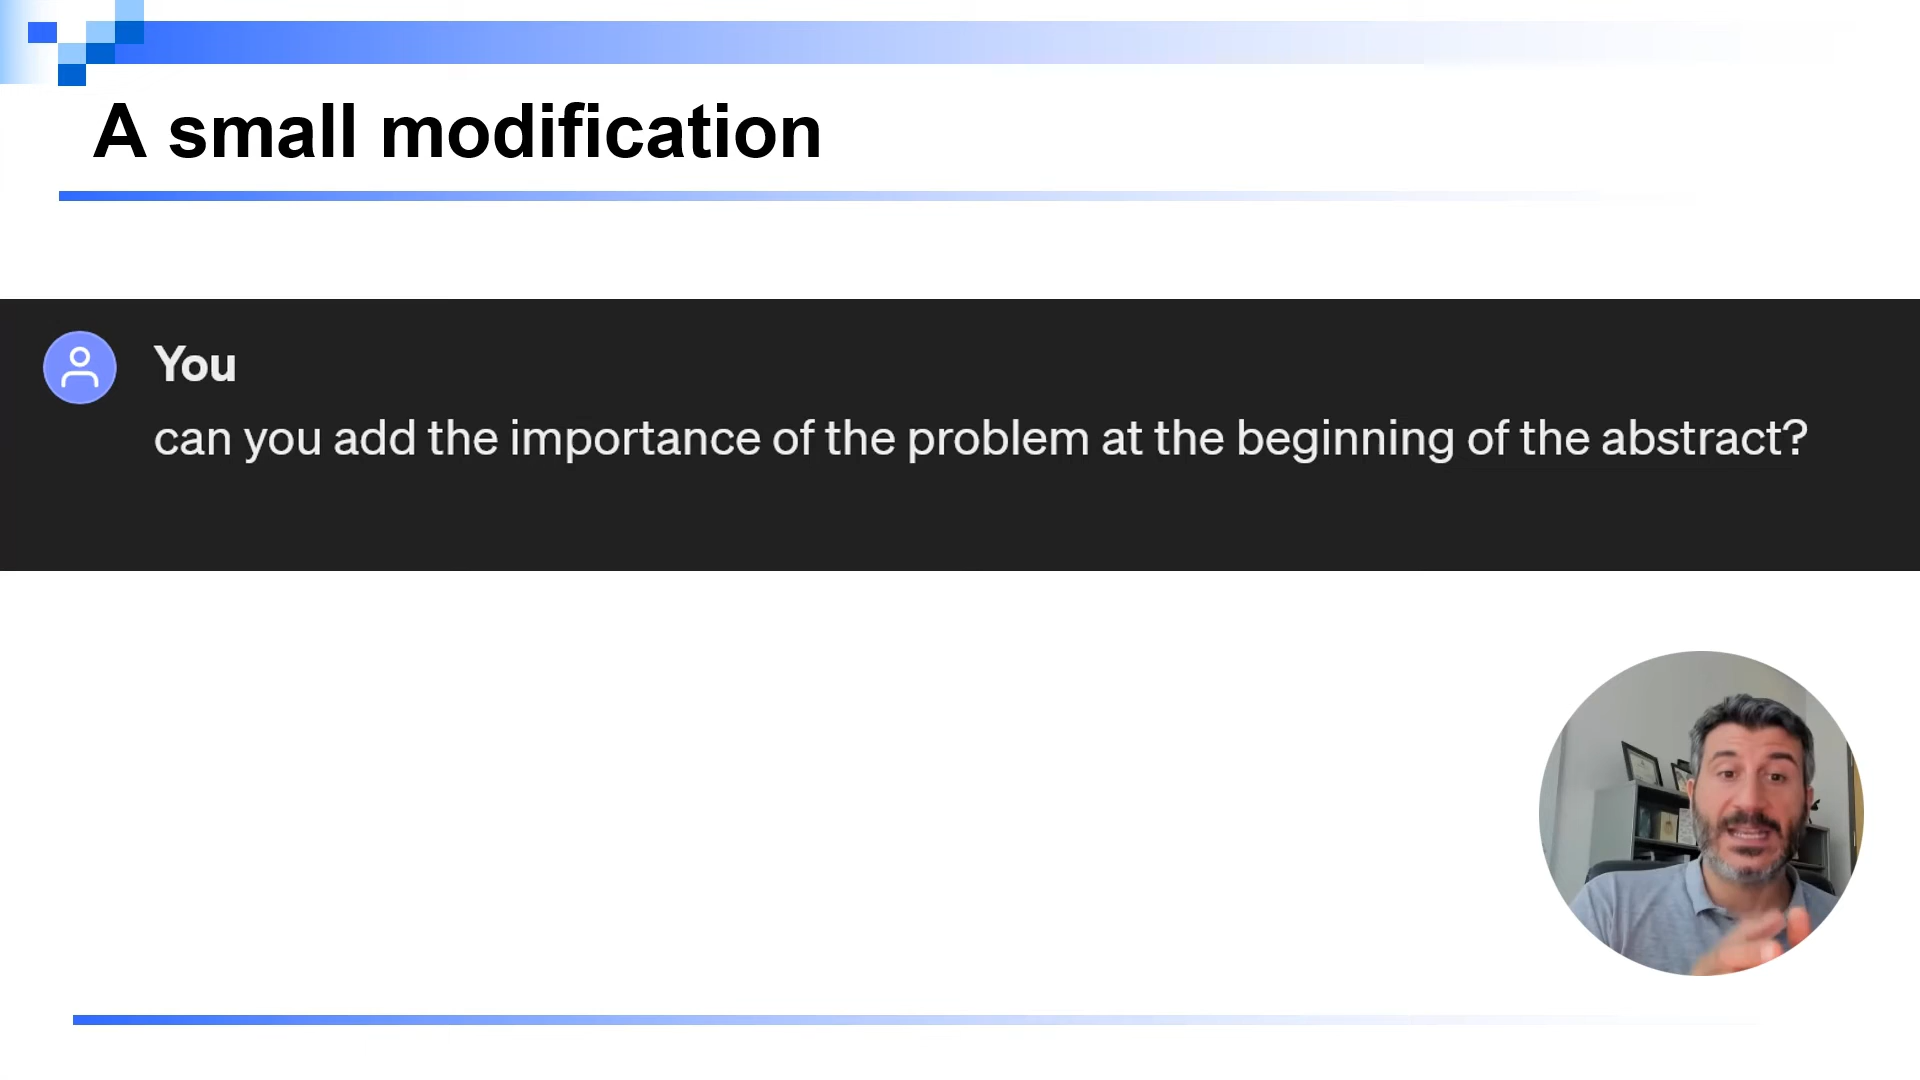 A small modification
You
can you add the importance of the problem at the beginning of the abstract?